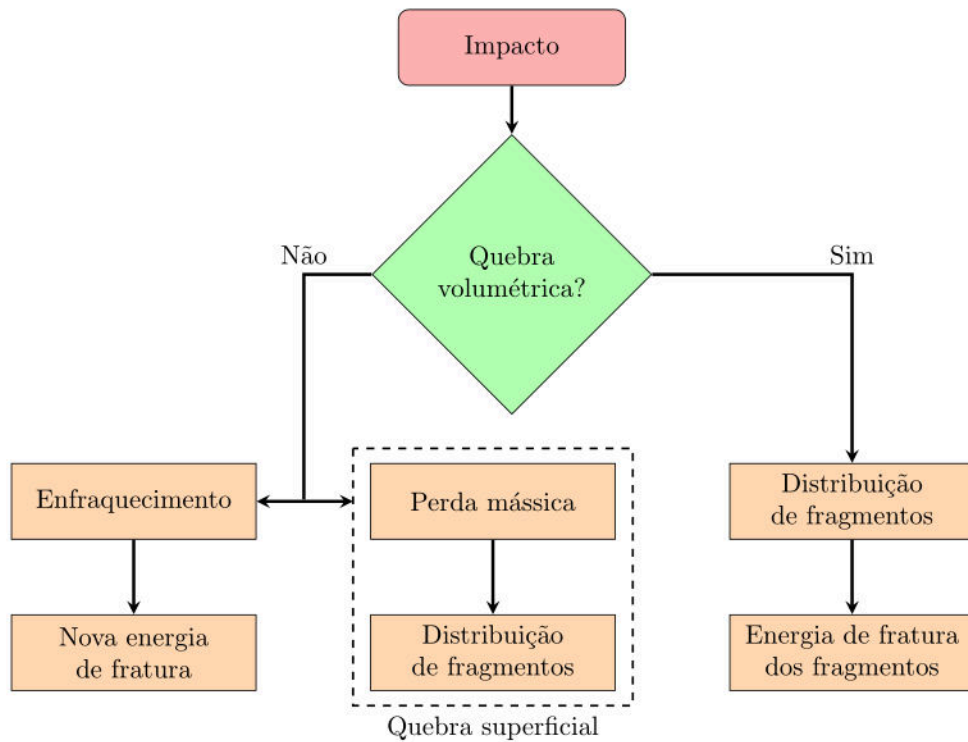 Impacto
Quebra
volumétrica?
Não
Sim
Enfraquecimento
Perda mássica
Distribuição
de fragmentos
Nova energia
de fratura
Distribuição
de fragmentos
Energia de fratura
dos fragmentos
Quebra superficial